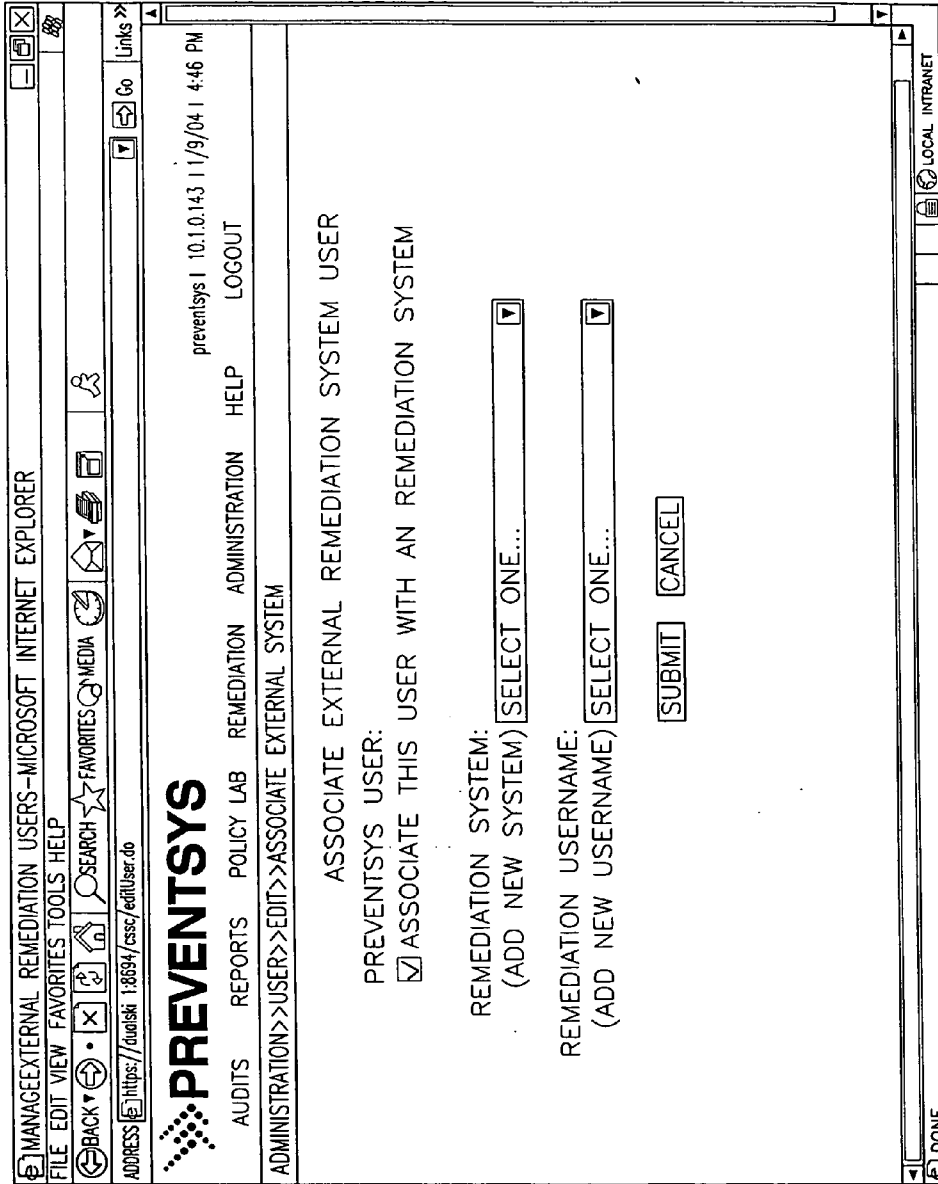 MANAGEEXTERNAL REMEDIATION USERS-MICROSOFT INTERNET EXPLORER
FILE EDIT VIEW FAVORITES TOOLS HELP
BACK SEARCH FAVORITES MEDIA
ADDRESS https://dualski 1:8694/cssc/editUser.do Go Links »
PREVENTSYS
preventsys | 10.1.0.143 | 1/9/04 | 4:46 PM
AUDITS REPORTS POLICY LAB REMEDIATION ADMINISTRATION HELP LOGOUT
ADMINISTRATION>>USER>>EDIT>>ASSOCIATE EXTERNAL SYSTEM
ASSOCIATE EXTERNAL REMEDIATION SYSTEM USER
PREVENTSYS USER:
ASSOCIATE THIS USER WITH AN REMEDIATION SYSTEM
REMEDIATION SYSTEM:
(ADD NEW SYSTEM) SELECT ONE...
REMEDIATION USERNAME:
(ADD NEW USERNAME) SELECT ONE...
SUBMIT CANCEL
DONE LOCAL INTRANET